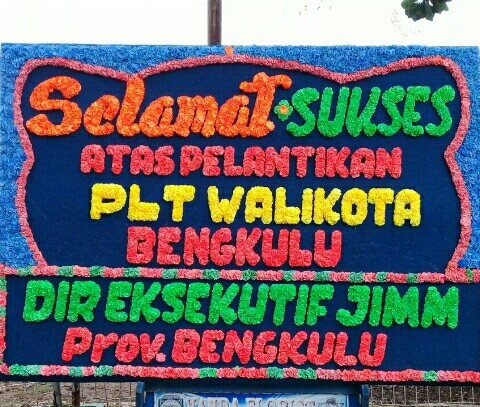 Selamat SUKSES
ATAS PELANTIKAN
PLT WALIKOTA
BENGKULU
DIR EKSEKUTIF JIMM
Prov. BENGKULU